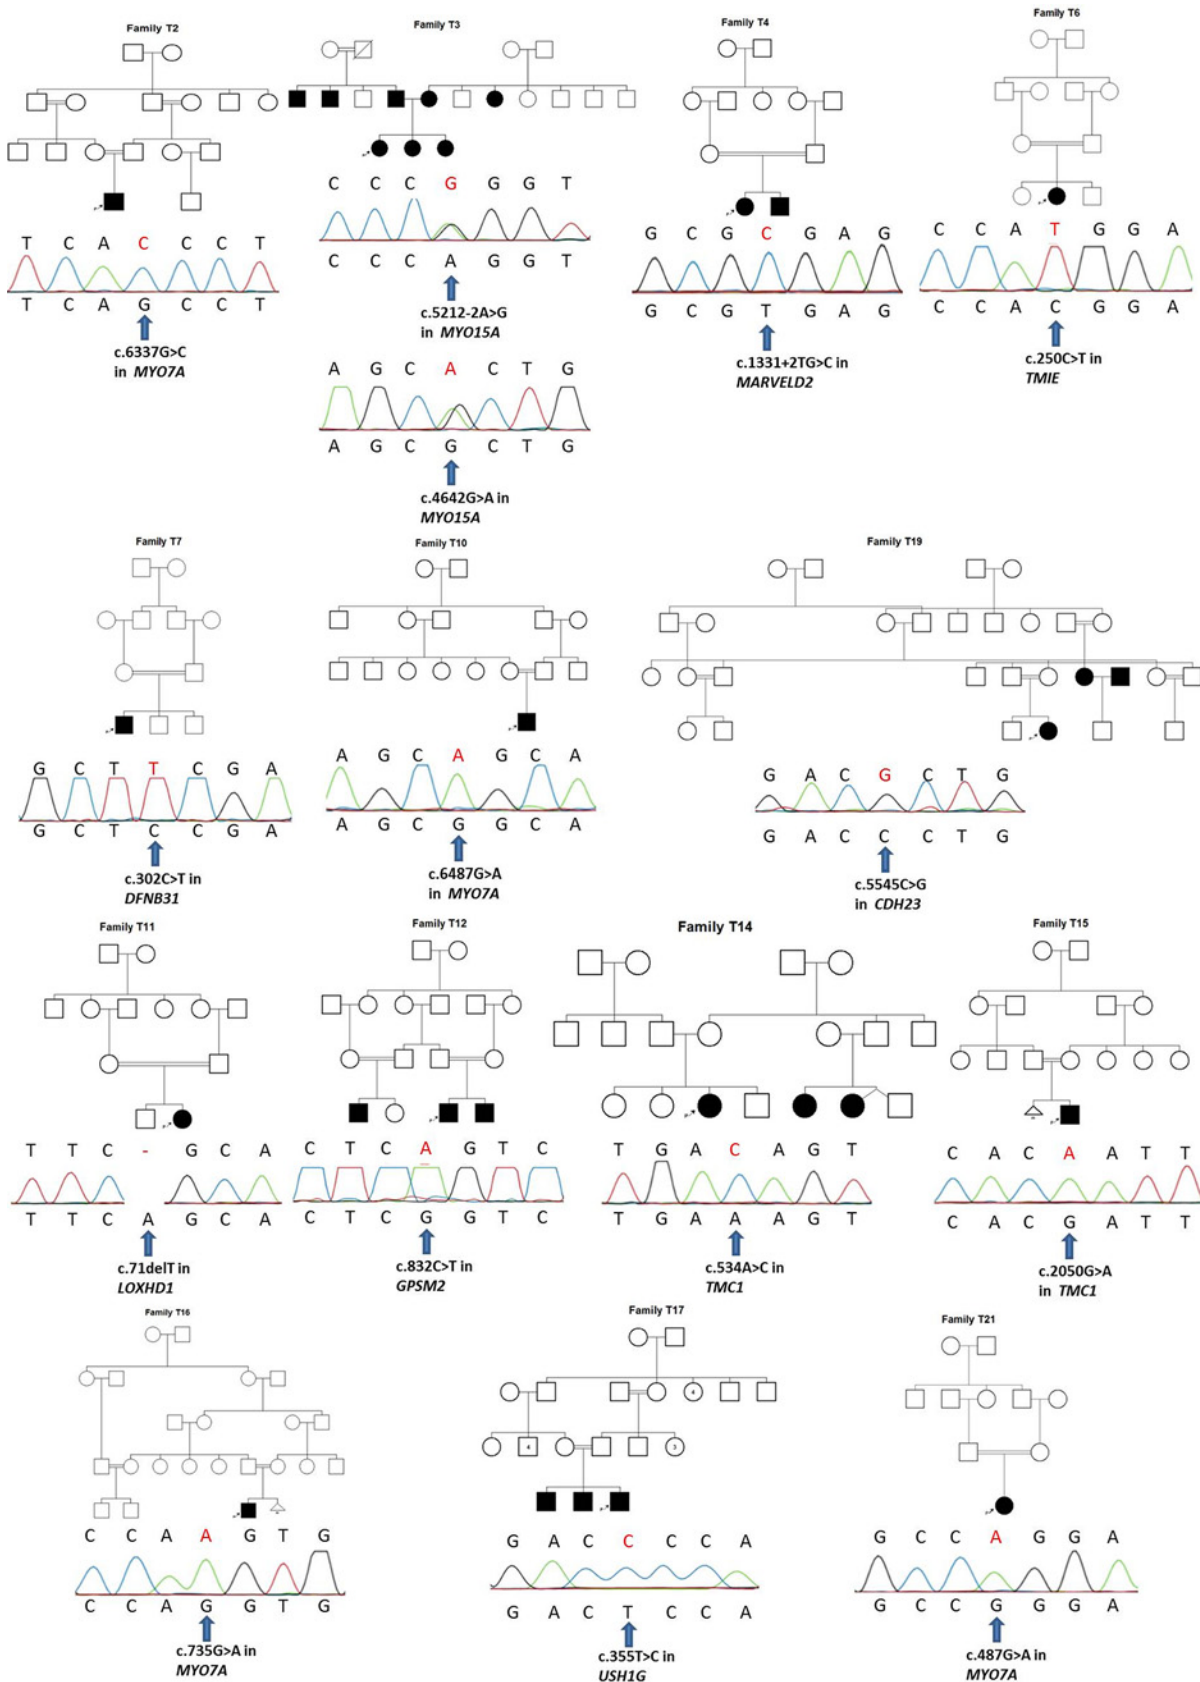 Family T2
T C A C C C T
T C A G C C T
c.6337G>C
in MYO7A
Family T3
C C C G G G T
C C C A G G T
c.5212-2A>G
in MYO15A
A G C A C T G
A G C G C T G
c.4642G>A in
MYO15A
Family T4
G C G C G A G
G C G T G A G
c.1331+2TG>C in
MARVELD2
Family T6
C C A T G G A
C C A C G G A
c.250C>T in
TMIE
Family T7
G C T T C G A
G C T C C G A
c.302C>T in
DFNB31
Family T10
A G C A G C A
A G C G G C A
c.6487G>A
in MYO7A
Family T19
G A C G C T G
G A C C C T G
c.5545C>G
in CDH23
Family T11
T T C - G C A
T T C A G C A
c.71delT in
LOXHD1
Family T12
C T C A G T C
C T C G G T C
c.832C>T in
GPSM2
Family T14
T G A C A G T
T G A A A G T
c.534A>C in
TMC1
Family T15
C A C A A T T
C A C G A T T
c.2050G>A
in TMC1
Family T16
C C A A G T G
C C A G G T G
c.735G>A in
MYO7A
Family T17
4
4
3
G A C C C C A
G A C T C C A
c.355T>C in
USH1G
Family T21
G C C A G G A
G C C G G G A
c.487G>A in
MYO7A